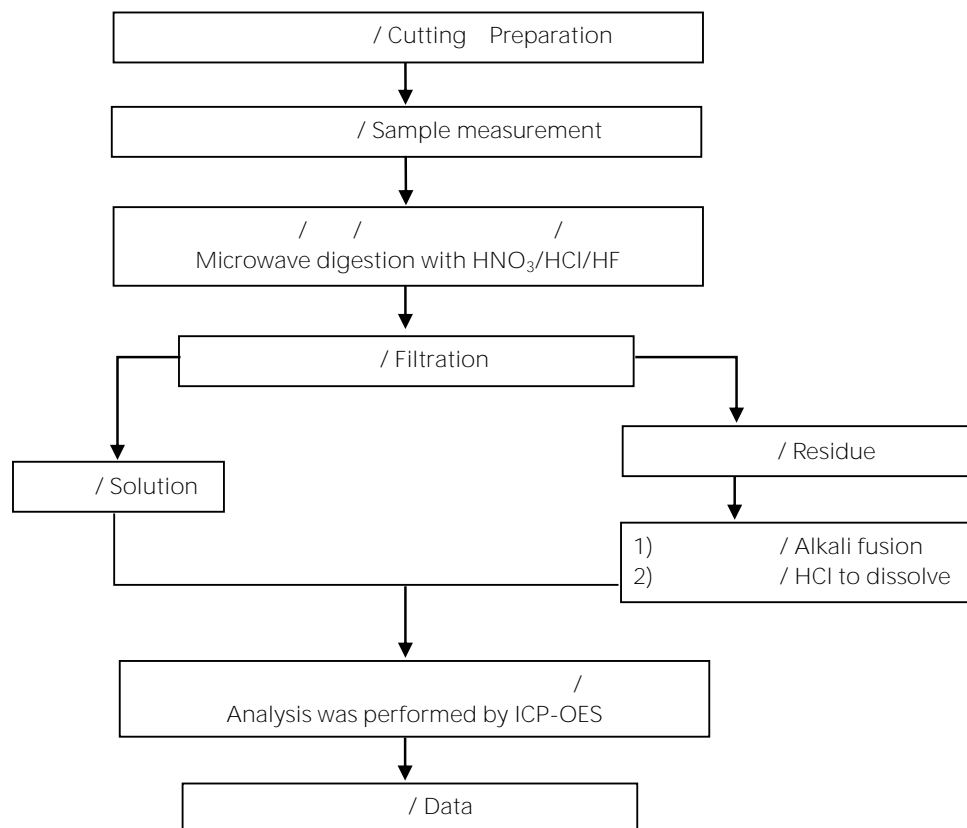 / Cutting Preparation
/ Sample measurement
/ / /
Microwave digestion with HNO₃/HCl/HF
/ Filtration
/ Residue
/ Solution
1) / Alkali fusion
2) / HCl to dissolve
/
Analysis was performed by ICP-OES
/ Data